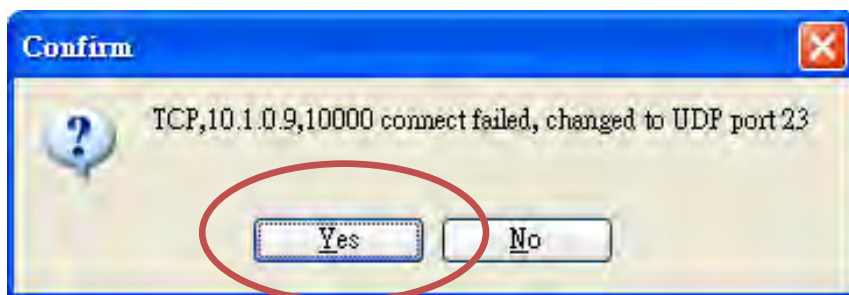 Confirm
TCP,10.1.0.9,10000 connect failed, changed to UDP port 23
Yes
No